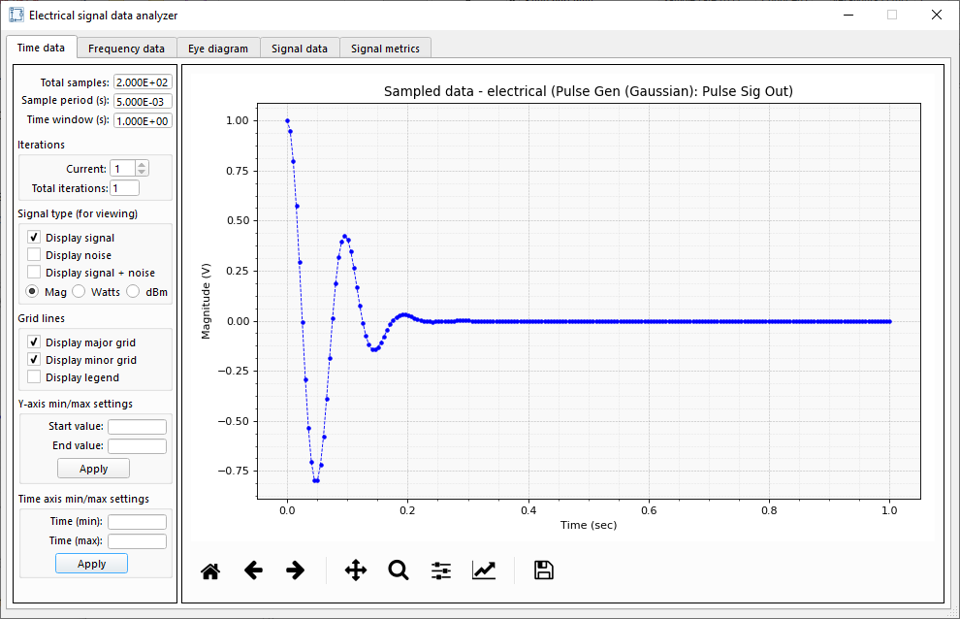 Electrical signal data analyzer
Time data
Frequency data
Eye diagram
Signal data
Signal metrics
Total samples: 2.000E+02
Sample period (s): 5.000E-03
Time window (s): 1.000E+00
Iterations
Current: 1
Total iterations: 1
Signal type (for viewing)
Display signal
Display noise
Display signal + noise
Mag Watts dBm
Grid lines
Display major grid
Display minor grid
Display legend
Y-axis min/max settings
Start value:
End value:
Apply
Time axis min/max settings
Time (min):
Time (max):
Apply
Sampled data - electrical (Pulse Gen (Gaussian): Pulse Sig Out)
Magnitude (V)
1.00
0.75
0.50
0.25
0.00
−0.25
−0.50
−0.75
0.0 0.2 0.4 0.6 0.8 1.0
Time (sec)